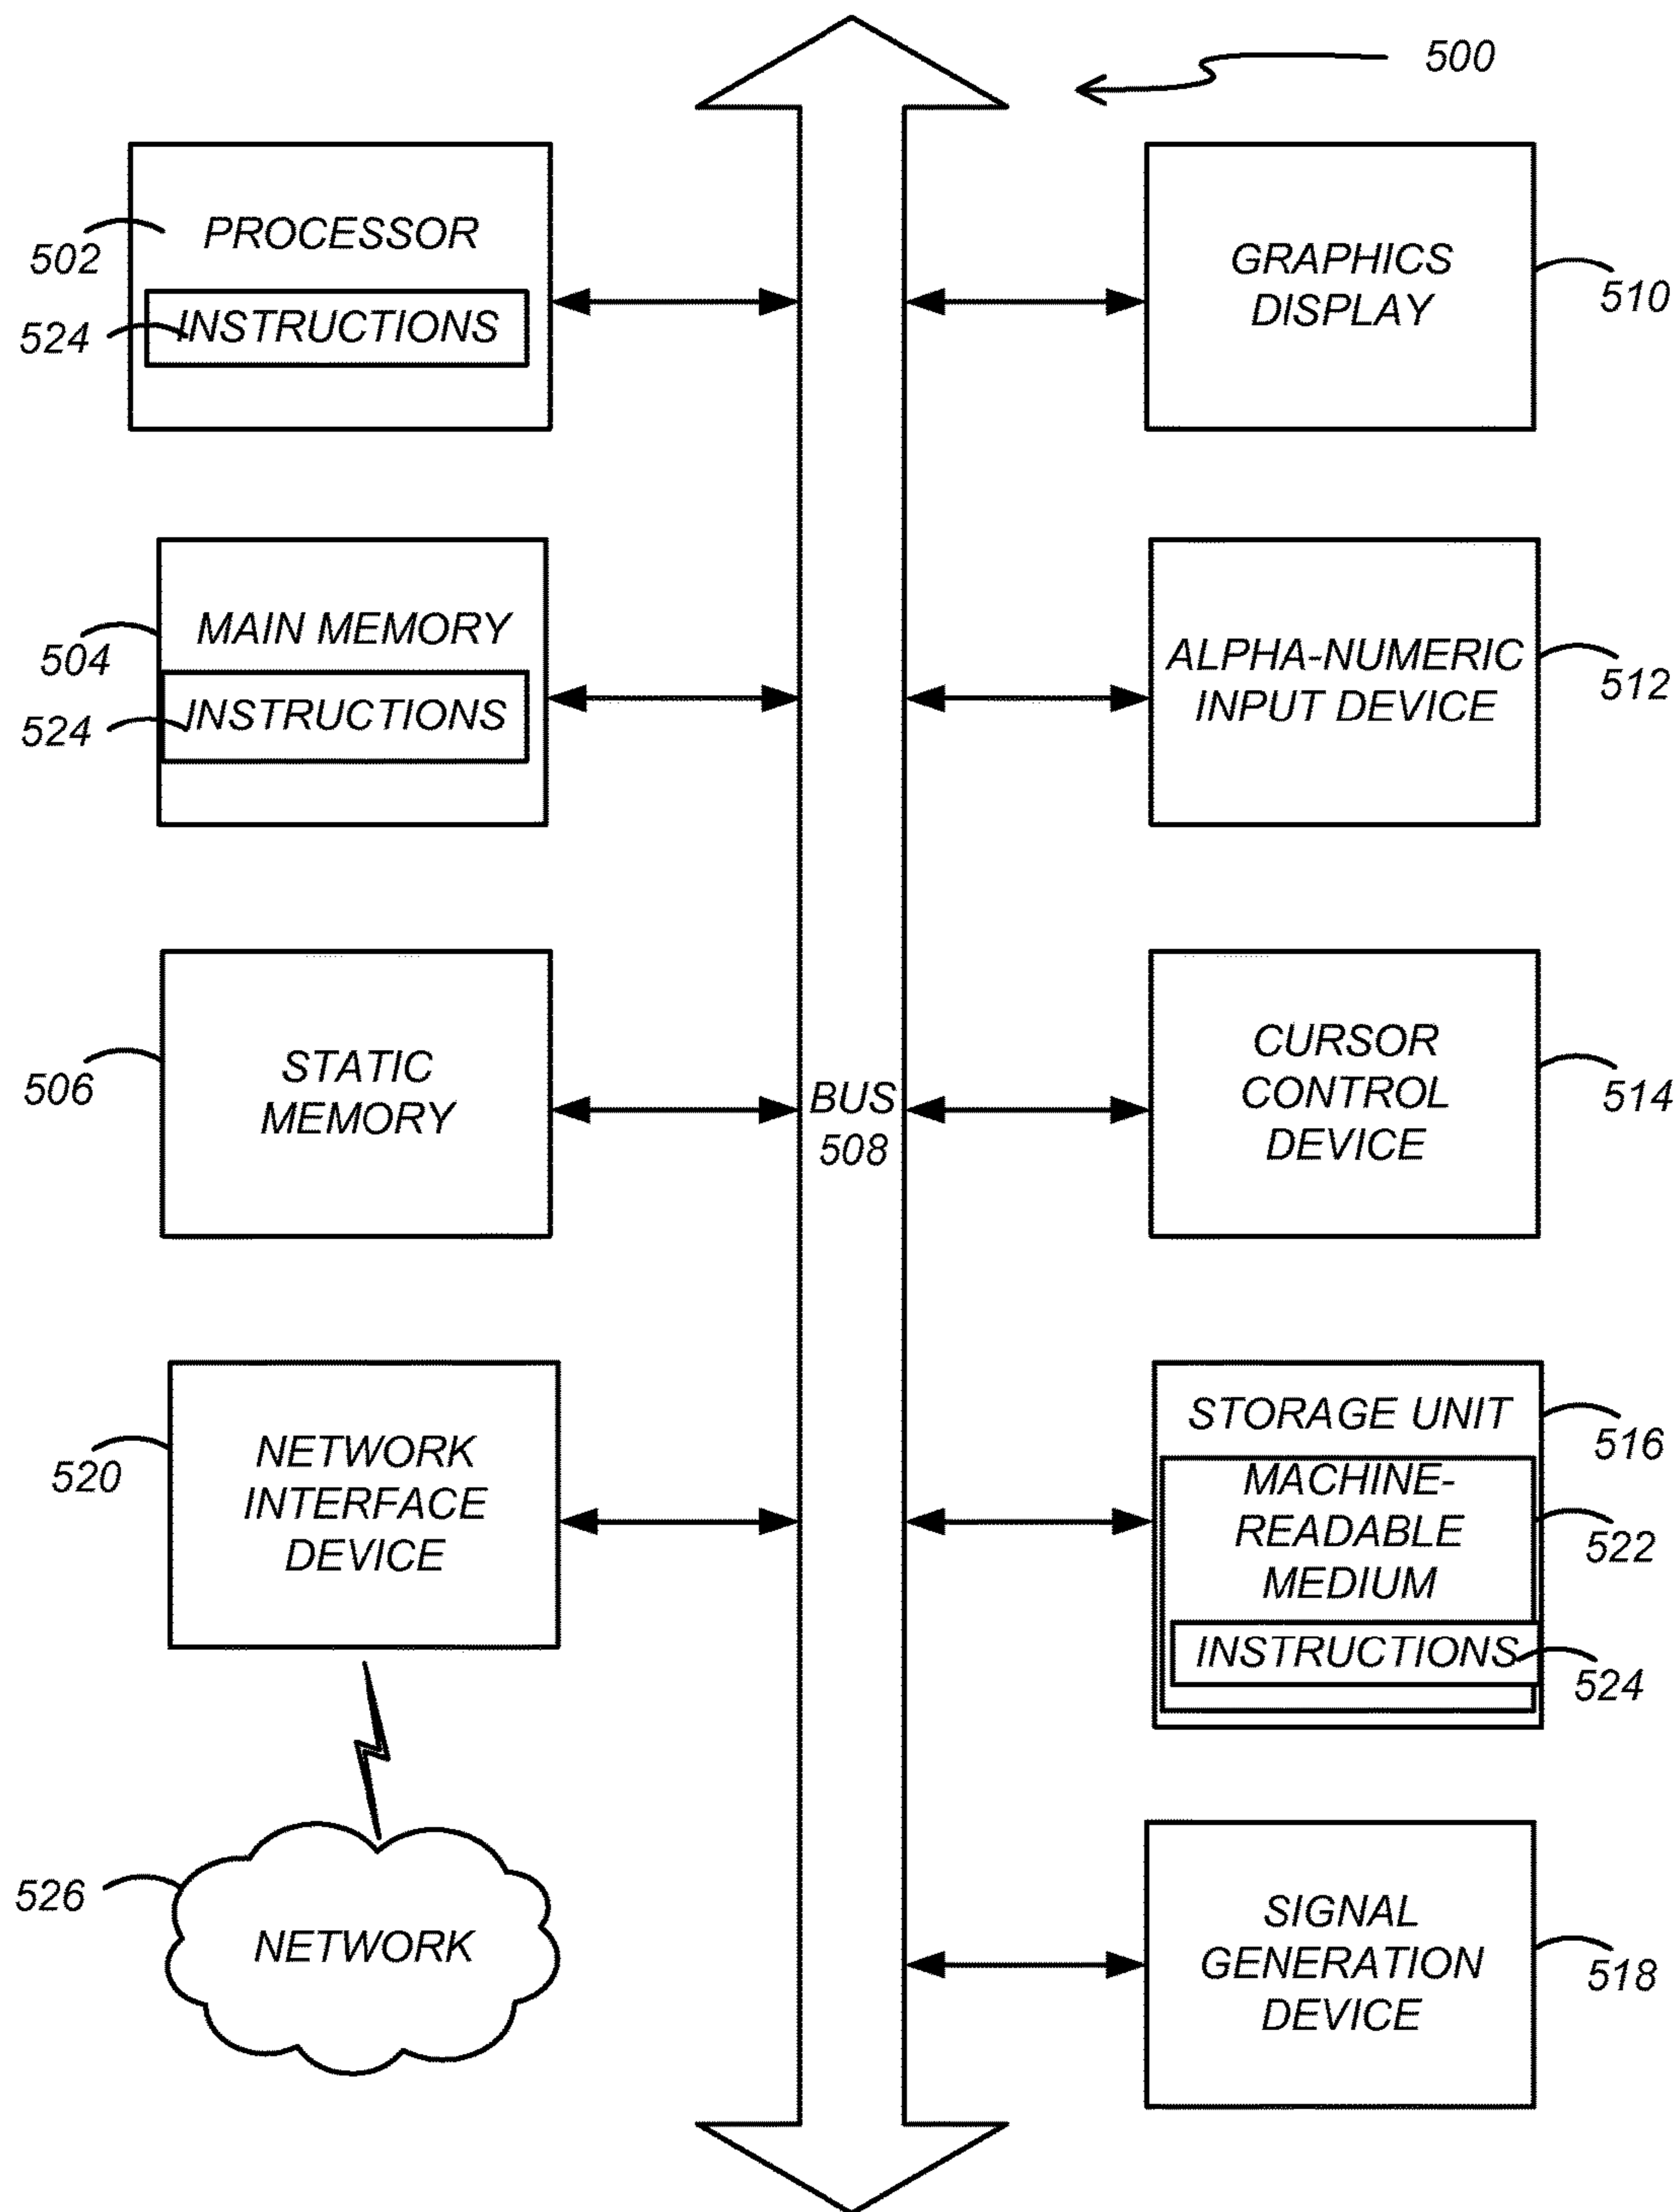 500
PROCESSOR
502
INSTRUCTIONS
524
GRAPHICS
DISPLAY
510
MAIN MEMORY
504
INSTRUCTIONS
524
ALPHA-NUMERIC
INPUT DEVICE
512
STATIC
MEMORY
506
BUS
508
CURSOR
CONTROL
DEVICE
514
NETWORK
INTERFACE
DEVICE
520
STORAGE UNIT
516
MACHINE-
READABLE
MEDIUM
522
INSTRUCTIONS
524
526
NETWORK
SIGNAL
GENERATION
DEVICE
518